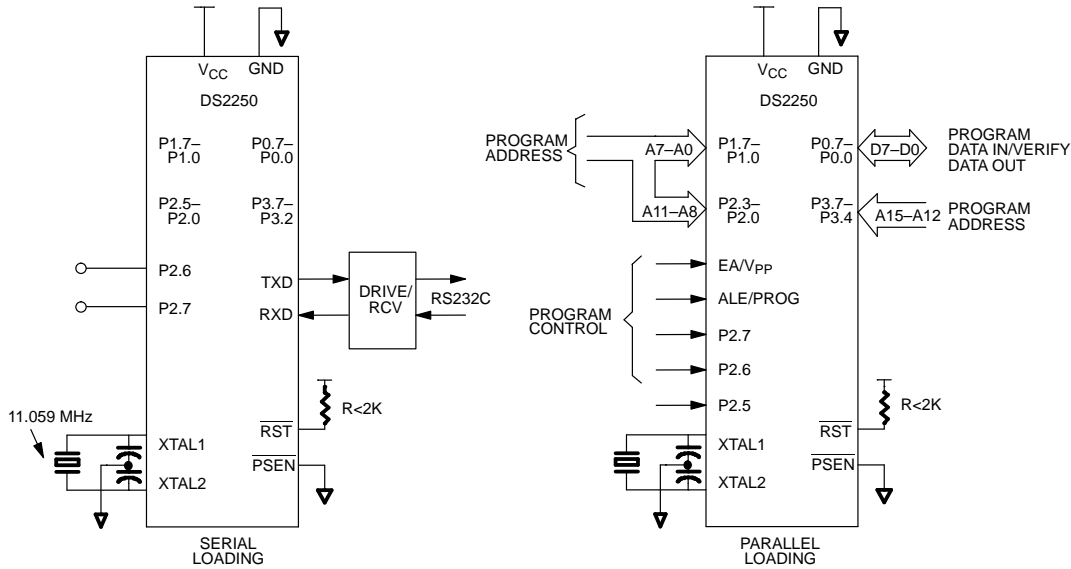 VCC GND
DS2250
P1.7–
P1.0
P0.7–
P0.0
P2.5–
P2.0
P3.7–
P3.2
P2.6
P2.7
TXD
RXD
DRIVE/
RCV
RS232C
R<2K
RST
PSEN
11.059 MHz
XTAL1
XTAL2
SERIAL
LOADING
VCC GND
DS2250
PROGRAM
ADDRESS
A7–A0
P1.7–
P1.0
P0.7–
P0.0
D7–D0
PROGRAM
DATA IN/VERIFY
DATA OUT
A11–A8
P2.3–
P2.0
P3.7–
P3.4
A15–A12
PROGRAM
ADDRESS
PROGRAM
CONTROL
EA/VPP
ALE/PROG
P2.7
P2.6
P2.5
R<2K
RST
PSEN
XTAL1
XTAL2
PARALLEL
LOADING